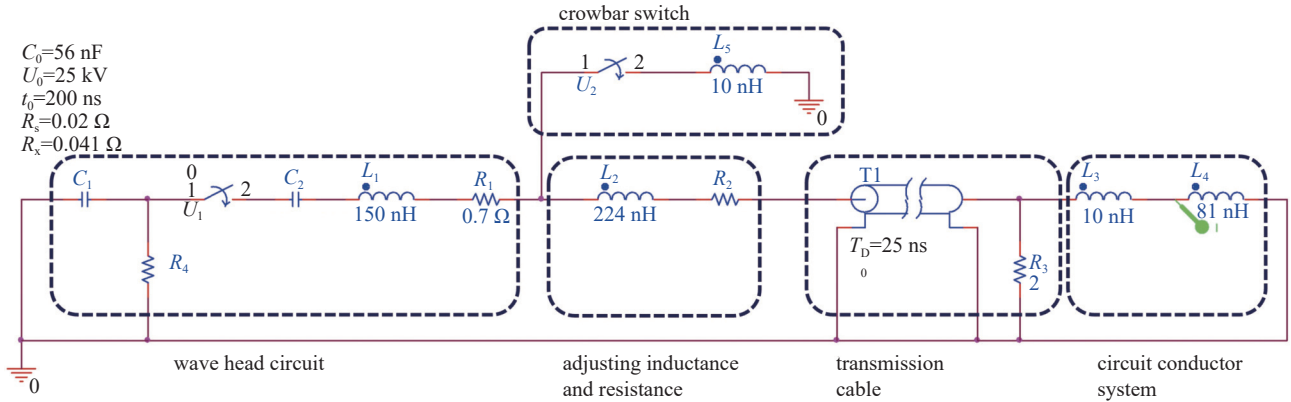 crowbar switch
C₀=56 nF
U₀=25 kV
t₀=200 ns
Rₛ=0.02 Ω
Rₓ=0.041 Ω
1
U₂
2
L₅
10 nH
0
C₁
0
1
U₁
2
C₂
L₁
150 nH
R₁
0.7 Ω
R₄
L₂
224 nH
R₂
T1
T_D=25 ns
0
R₃
2
L₃
10 nH
L₄
81 nH
I
0
wave head circuit
adjusting inductance
and resistance
transmission
cable
circuit conductor
system